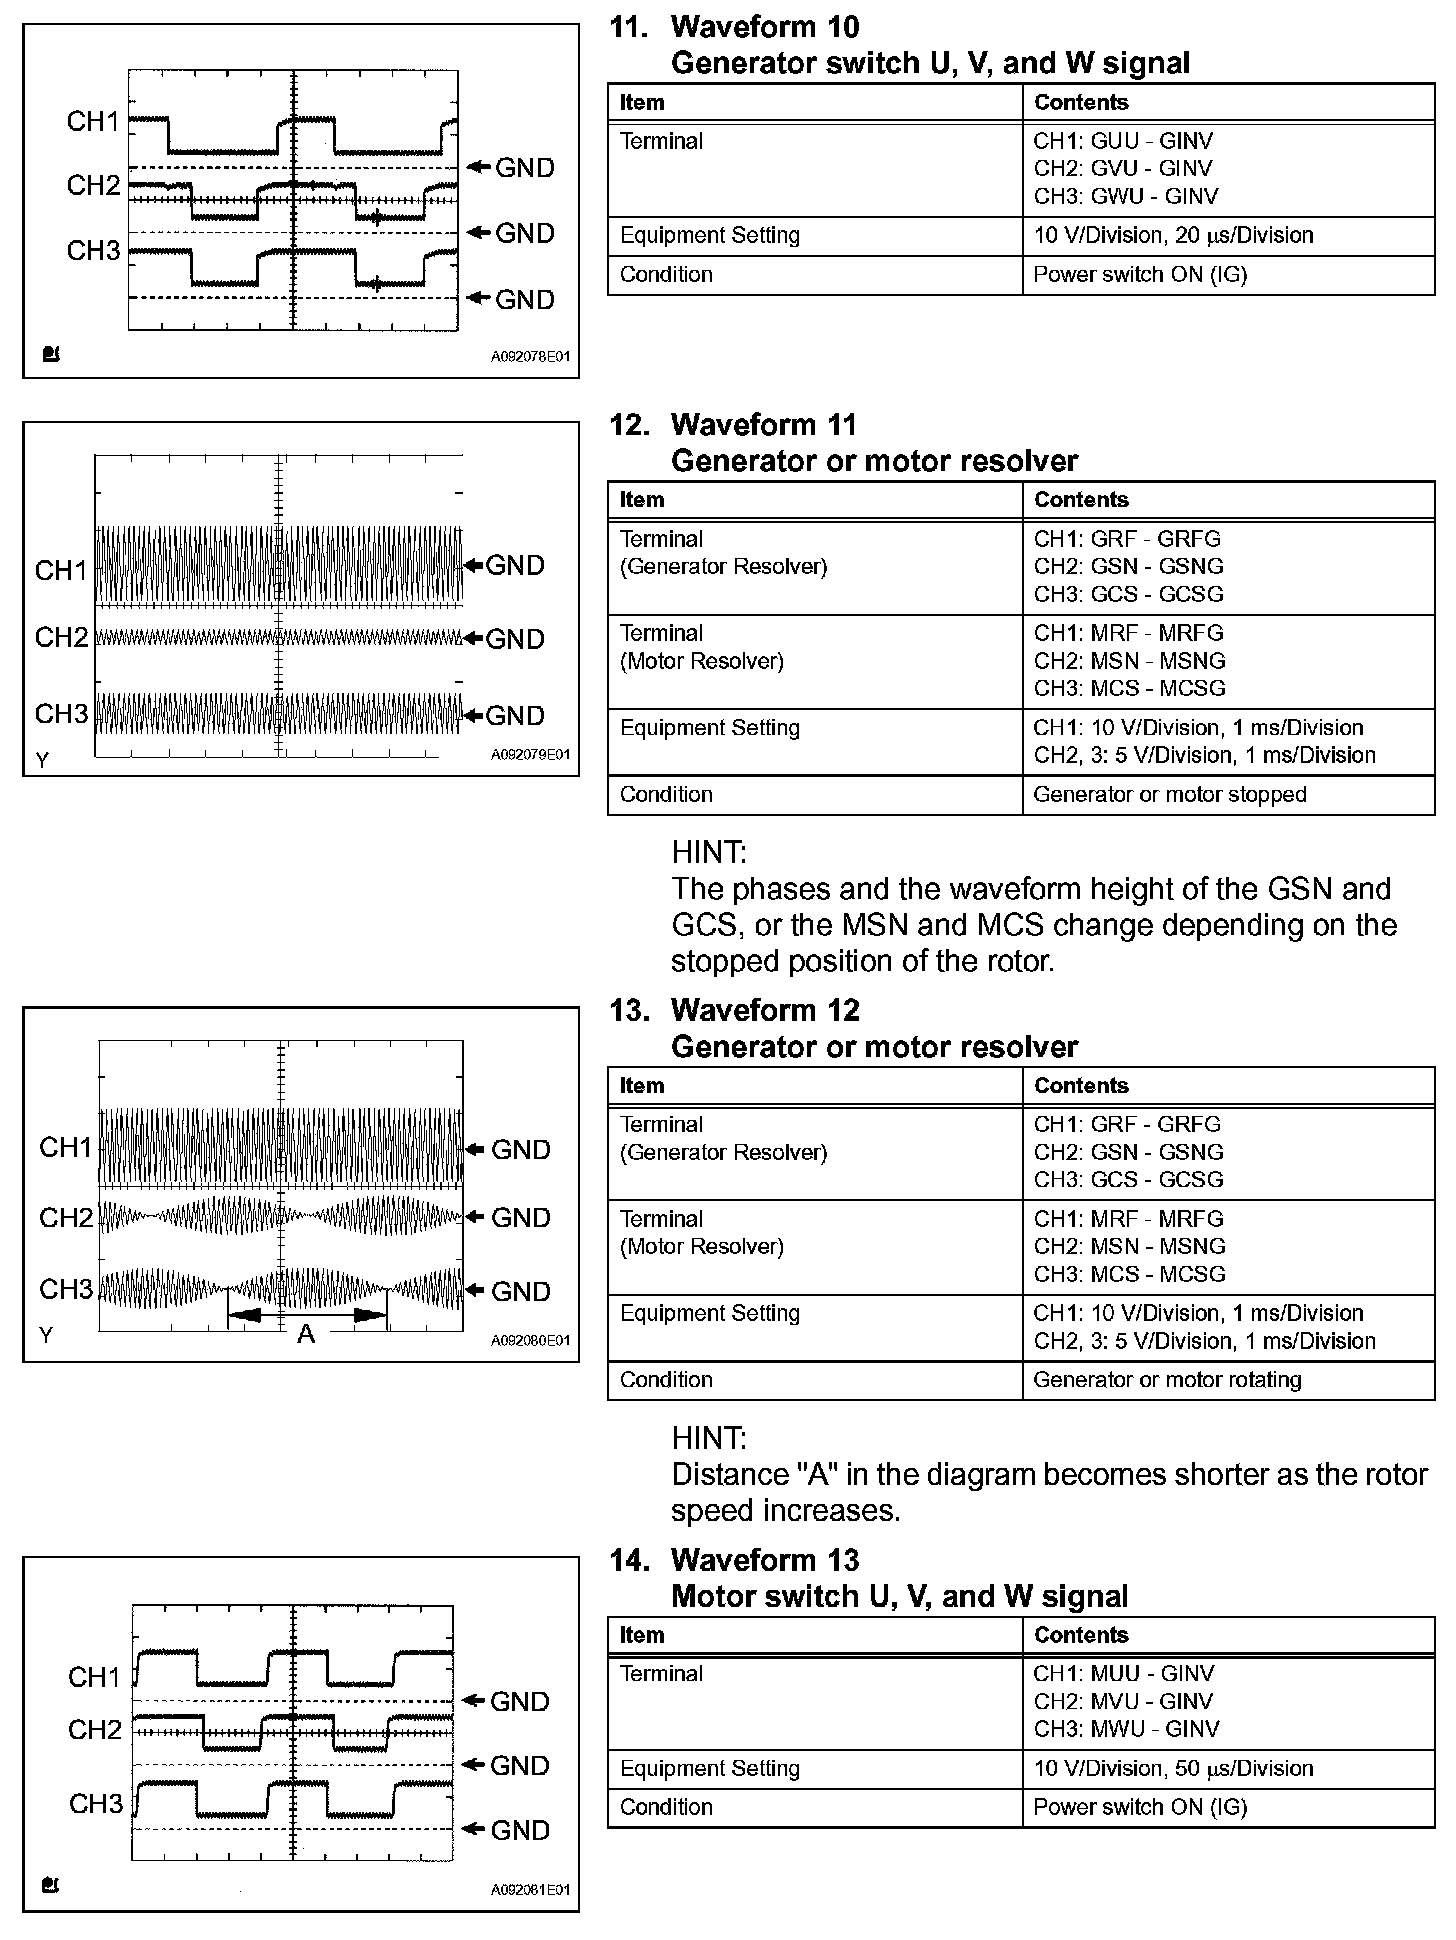 11. Waveform 10
Generator switch U, V, and W signal
CH1
GND
CH2
GND
CH3
GND
A092078E01
Item Contents
Terminal CH1: GUU - GINV
CH2: GVU - GINV
CH3: GWU - GINV
Equipment Setting 10 V/Division, 20 μs/Division
Condition Power switch ON (IG)
12. Waveform 11
Generator or motor resolver
CH1
GND
CH2
GND
CH3
GND
Y
A092079E01
Item Contents
Terminal CH1: GRF - GRFG
(Generator Resolver) CH2: GSN - GSNG
CH3: GCS - GCSG
Terminal CH1: MRF - MRFG
(Motor Resolver) CH2: MSN - MSNG
CH3: MCS - MCSG
Equipment Setting CH1: 10 V/Division, 1 ms/Division
CH2, 3: 5 V/Division, 1 ms/Division
Condition Generator or motor stopped
HINT:
The phases and the waveform height of the GSN and
GCS, or the MSN and MCS change depending on the
stopped position of the rotor.
13. Waveform 12
Generator or motor resolver
CH1
GND
CH2
GND
CH3
GND
A
Y
A092080E01
Item Contents
Terminal CH1: GRF - GRFG
(Generator Resolver) CH2: GSN - GSNG
CH3: GCS - GCSG
Terminal CH1: MRF - MRFG
(Motor Resolver) CH2: MSN - MSNG
CH3: MCS - MCSG
Equipment Setting CH1: 10 V/Division, 1 ms/Division
CH2, 3: 5 V/Division, 1 ms/Division
Condition Generator or motor rotating
HINT:
Distance "A" in the diagram becomes shorter as the rotor
speed increases.
14. Waveform 13
Motor switch U, V, and W signal
CH1
GND
CH2
GND
CH3
GND
A092081E01
Item Contents
Terminal CH1: MUU - GINV
CH2: MVU - GINV
CH3: MWU - GINV
Equipment Setting 10 V/Division, 50 μs/Division
Condition Power switch ON (IG)